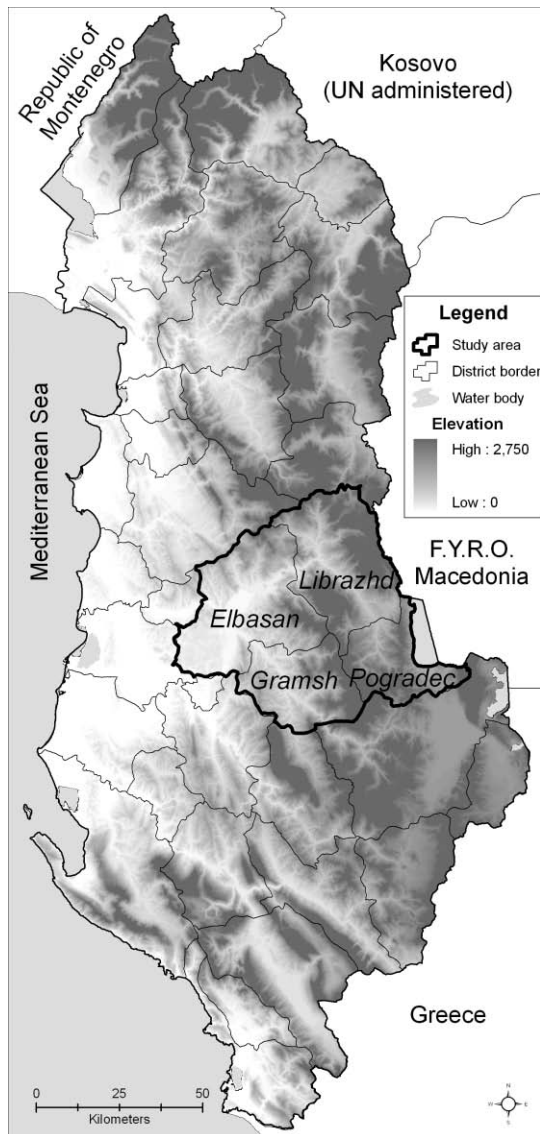 Republic of
Montenegro
Kosovo
(UN administered)
Legend
Study area
District border
Water body
Elevation
High : 2,750
Low : 0
Mediterranean Sea
F.Y.R.O.
Macedonia
Librazhd
Elbasan
Gramsh
Pogradec
Greece
0 25 50
Kilometers
N
W
E
S